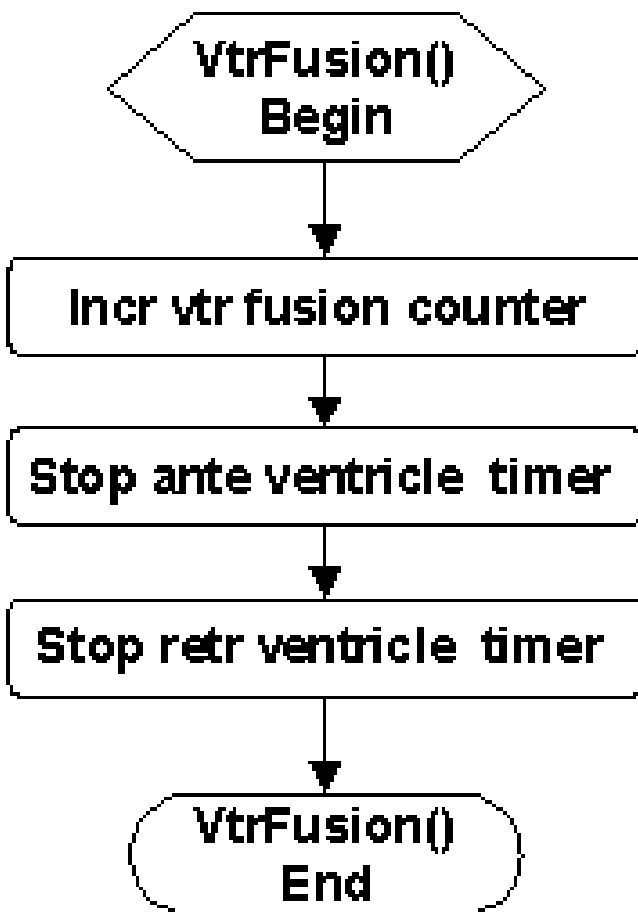 VtrFusion()
Begin
Incr vtr fusion counter
Stop ante ventricle timer
Stop retr ventricle timer
VtrFusion()
End